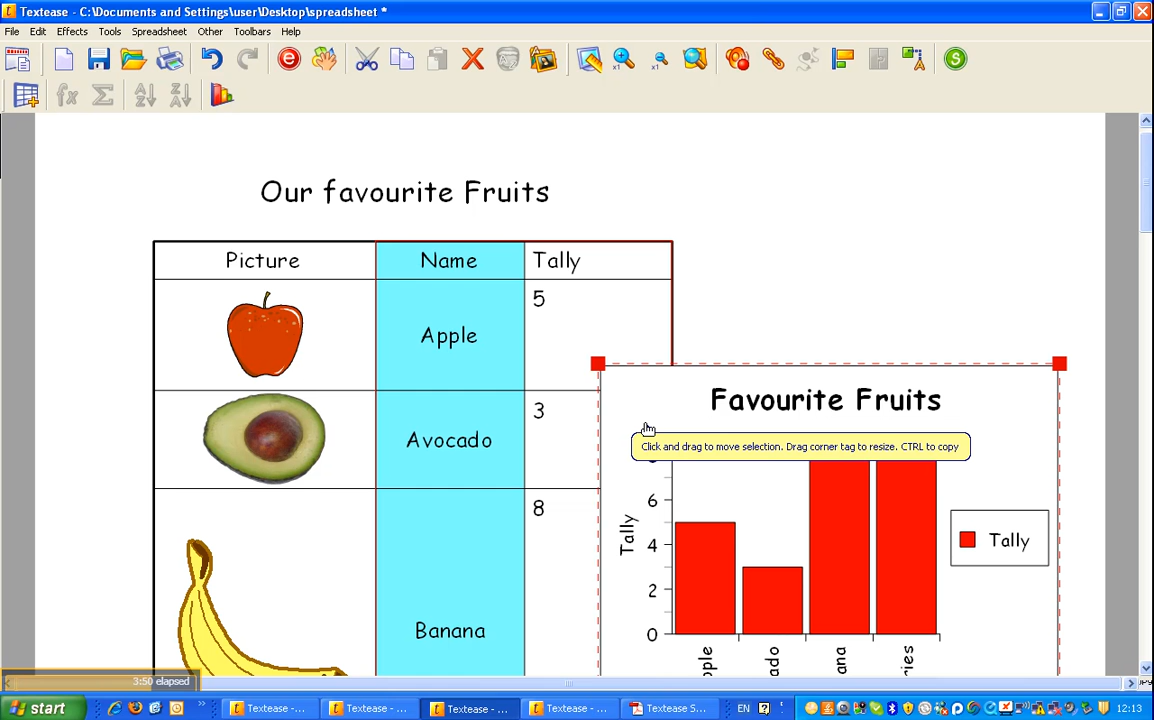 Textease - C:\Documents and Settings\user\Desktop\spreadsheet *
File Edit Effects Tools Spreadsheet Other Toolbars Help
Our favourite Fruits
Picture Name Tally
5
Apple
3
Avocado
8
Banana
Favourite Fruits
Click and drag to move selection. Drag corner tag to resize. CTRL to copy
6
4
2
0
Tally
Tally
3:50 elapsed
start
Textease -...
Textease -...
Textease -...
Textease -...
Textease S...
EN
12:13